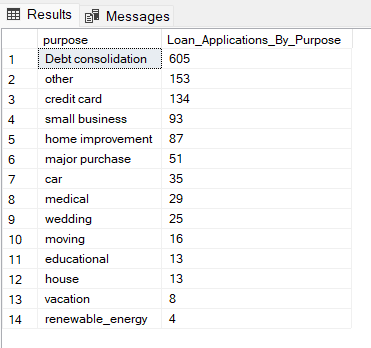 Results Messages
purpose Loan_Applications_By_Purpose
1 Debt consolidation 605
2 other 153
3 credit card 134
4 small business 93
5 home improvement 87
6 major purchase 51
7 car 35
8 medical 29
9 wedding 25
10 moving 16
11 educational 13
12 house 13
13 vacation 8
14 renewable_energy 4